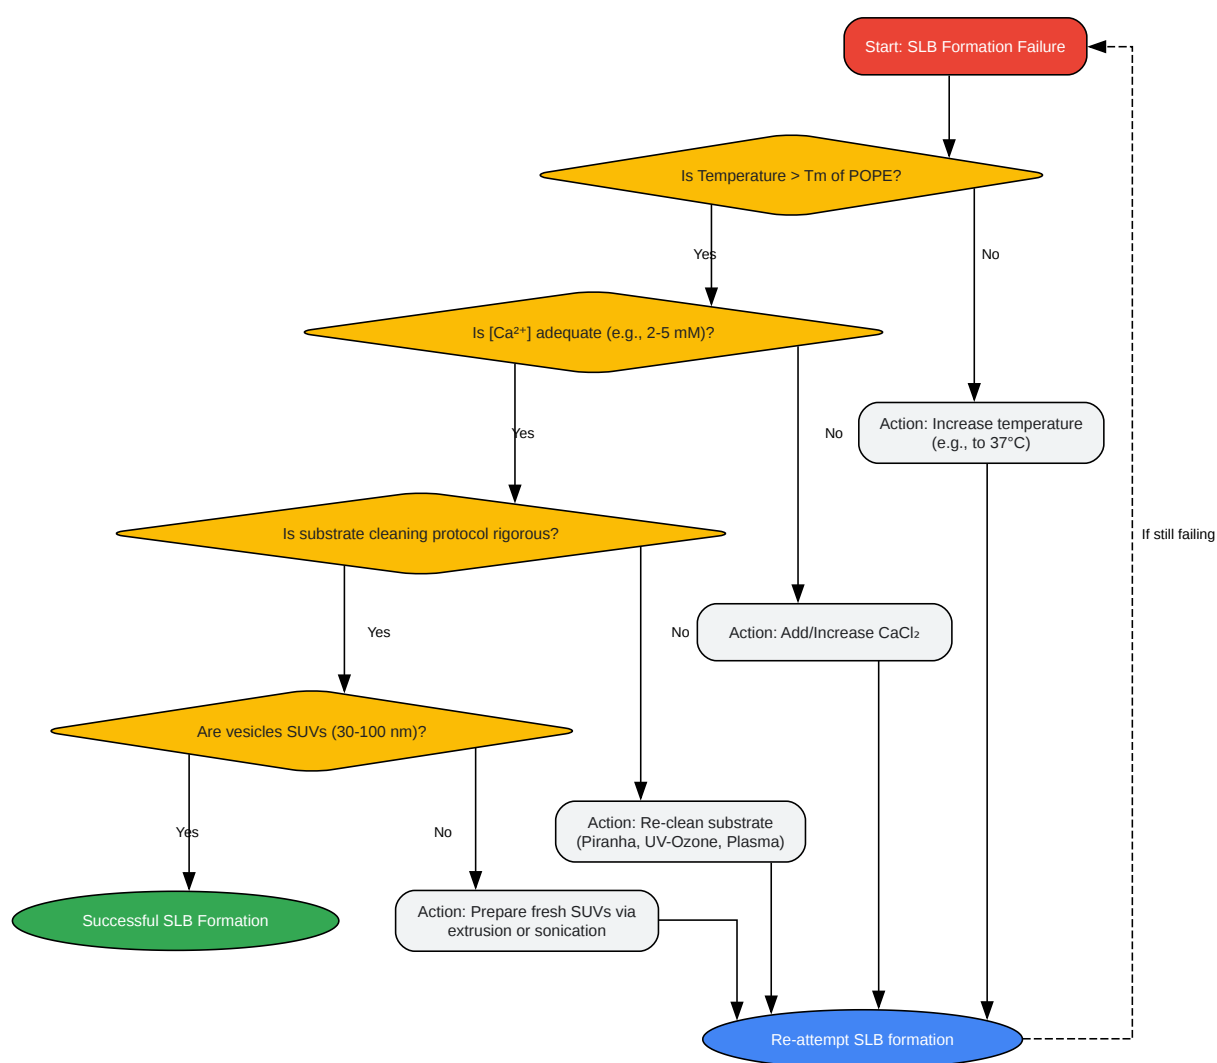 Start: SLB Formation Failure
Is Temperature > Tm of POPE?
Yes
No
Is [Ca²⁺] adequate (e.g., 2-5 mM)?
Action: Increase temperature
(e.g., to 37°C)
Yes
No
Is substrate cleaning protocol rigorous?
If still failing
Yes
No
Action: Add/Increase CaCl₂
Are vesicles SUVs (30-100 nm)?
Action: Re-clean substrate
(Piranha, UV-Ozone, Plasma)
Yes
No
Successful SLB Formation
Action: Prepare fresh SUVs via
extrusion or sonication
Re-attempt SLB formation